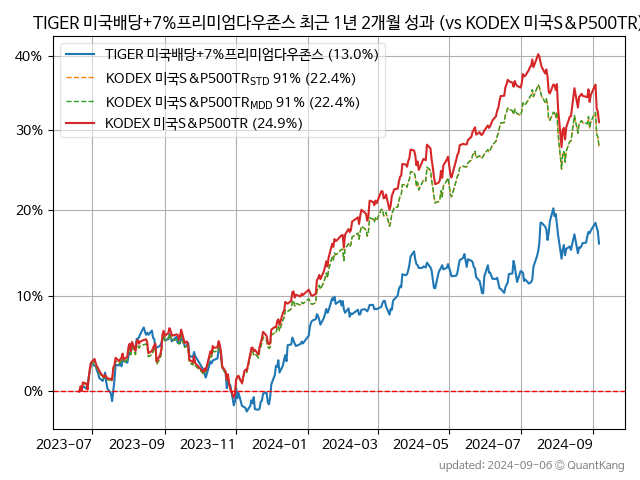 TIGER 미국배당+7%프리미엄다우존스 최근 1년 2개월 성과 (vs KODEX 미국S&P500TR)
40%
30%
20%
10%
0%
TIGER 미국배당+7%프리미엄다우존스 (13.0%)
KODEX 미국S&P500TR STD 91% (22.4%)
KODEX 미국S&P500TR MDD 91% (22.4%)
KODEX 미국S&P500TR (24.9%)
2023-07 2023-09 2023-11 2024-01 2024-03 2024-05 2024-07 2024-09
updated: 2024-09-06 © QuantKang